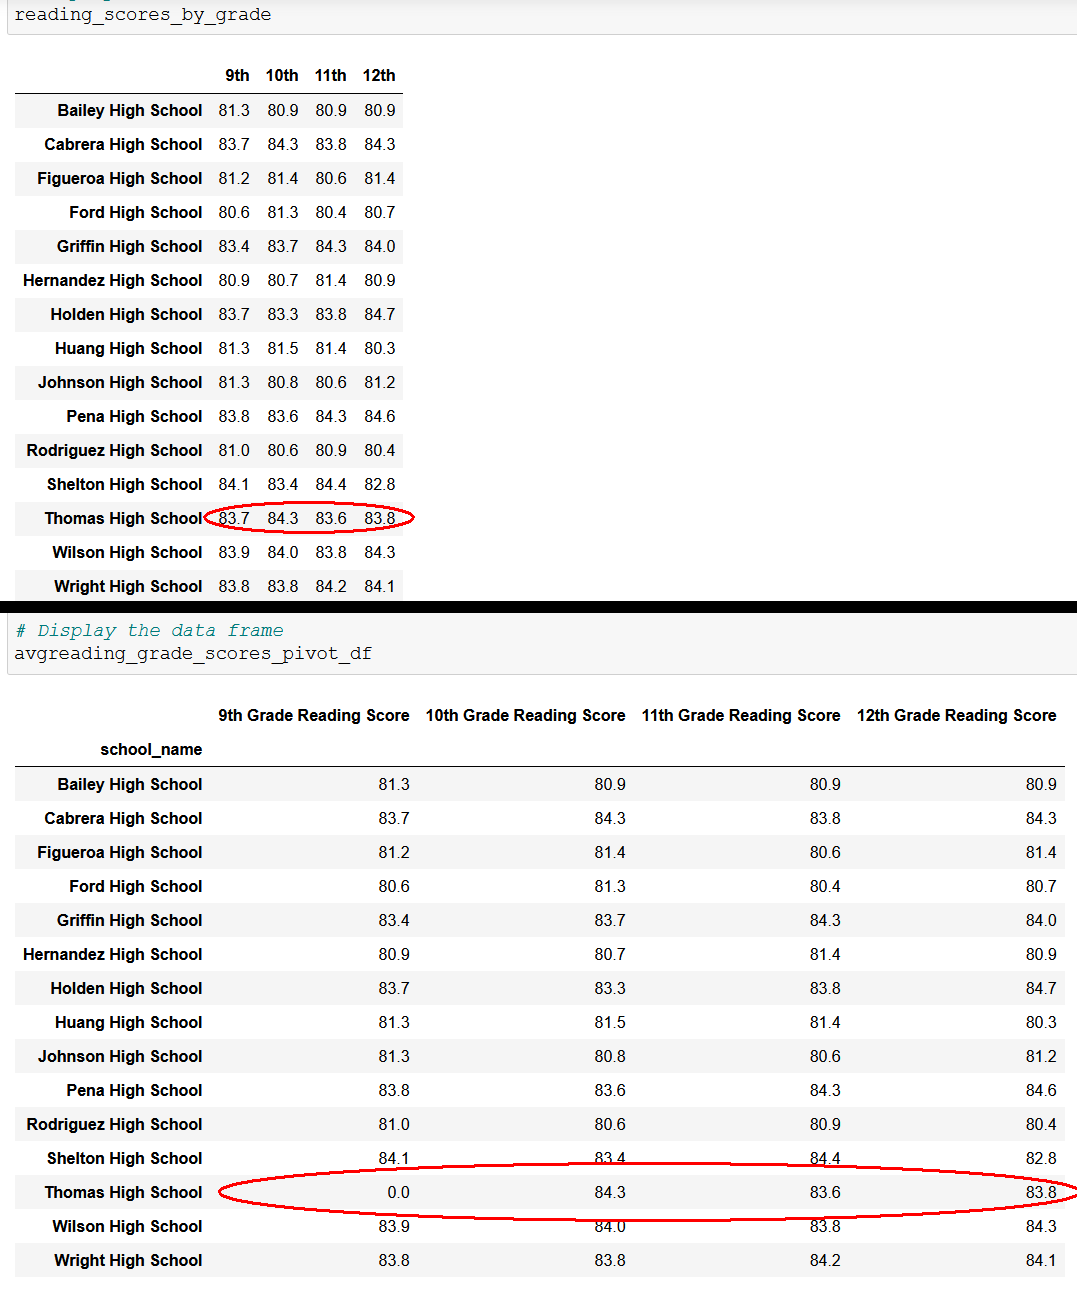 reading_scores_by_grade
9th 10th 11th 12th
Bailey High School 81.3 80.9 80.9 80.9
Cabrera High School 83.7 84.3 83.8 84.3
Figueroa High School 81.2 81.4 80.6 81.4
Ford High School 80.6 81.3 80.4 80.7
Griffin High School 83.4 83.7 84.3 84.0
Hernandez High School 80.9 80.7 81.4 80.9
Holden High School 83.7 83.3 83.8 84.7
Huang High School 81.3 81.5 81.4 80.3
Johnson High School 81.3 80.8 80.6 81.2
Pena High School 83.8 83.6 84.3 84.6
Rodriguez High School 81.0 80.6 80.9 80.4
Shelton High School 84.1 83.4 84.4 82.8
Thomas High School 83.7 84.3 83.6 83.8
Wilson High School 83.9 84.0 83.8 84.3
Wright High School 83.8 83.8 84.2 84.1
# Display the data frame
avgreading_grade_scores_pivot_df
9th Grade Reading Score 10th Grade Reading Score 11th Grade Reading Score 12th Grade Reading Score
school_name
Bailey High School 81.3 80.9 80.9 80.9
Cabrera High School 83.7 84.3 83.8 84.3
Figueroa High School 81.2 81.4 80.6 81.4
Ford High School 80.6 81.3 80.4 80.7
Griffin High School 83.4 83.7 84.3 84.0
Hernandez High School 80.9 80.7 81.4 80.9
Holden High School 83.7 83.3 83.8 84.7
Huang High School 81.3 81.5 81.4 80.3
Johnson High School 81.3 80.8 80.6 81.2
Pena High School 83.8 83.6 84.3 84.6
Rodriguez High School 81.0 80.6 80.9 80.4
Shelton High School 84.1 83.4 84.4 82.8
Thomas High School 0.0 84.3 83.6 83.8
Wilson High School 83.9 84.0 83.8 84.3
Wright High School 83.8 83.8 84.2 84.1